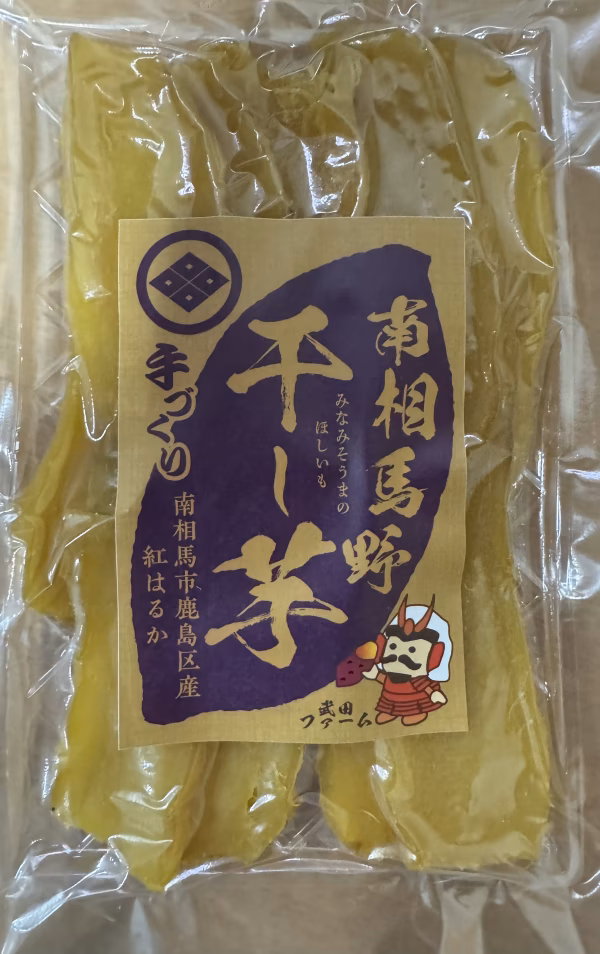 南相馬野
みなみそうまの
ほしいも
干し芋
手づくり
南相馬市鹿島区産
紅はるか
武田
ファーム